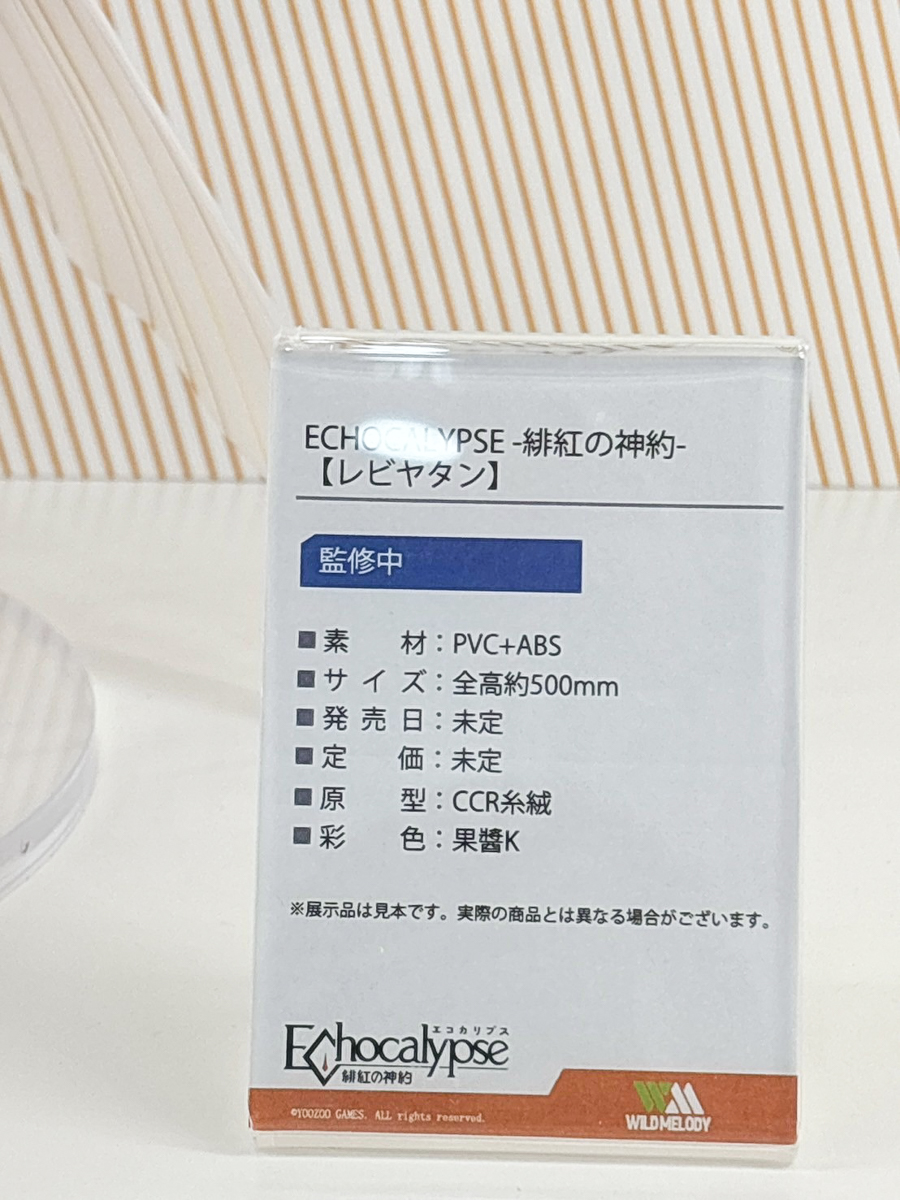 ECHOCALYPSE -緋紅の神約-
【レビヤタン】
監修中
■素　材：PVC+ABS
■サイズ：全高約500mm
■発売日：未定
■定　価：未定
■原　型：CCR糸絨
■彩　色：果醬K
※展示品は見本です。実際の商品とは異なる場合がございます。
エコカリプス
Echocalypse
緋紅の神約
©YOOZOO GAMES. ALL rights reserved.
WM
WILD MELODY